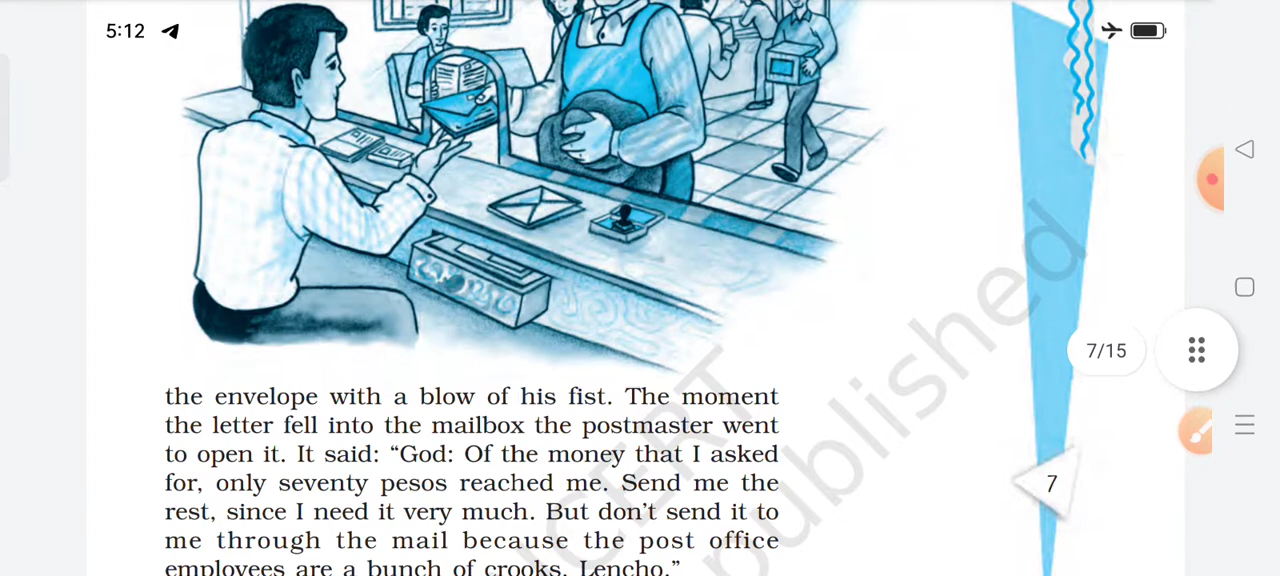 5:12
the envelope with a blow of his fist. The moment
the letter fell into the mailbox the postmaster went
to open it. It said: “God: Of the money that I asked
for, only seventy pesos reached me. Send me the
rest, since I need it very much. But don’t send it to
me through the mail because the post office
employees are a bunch of crooks. Lencho.”
7/15
7
NCERT
published